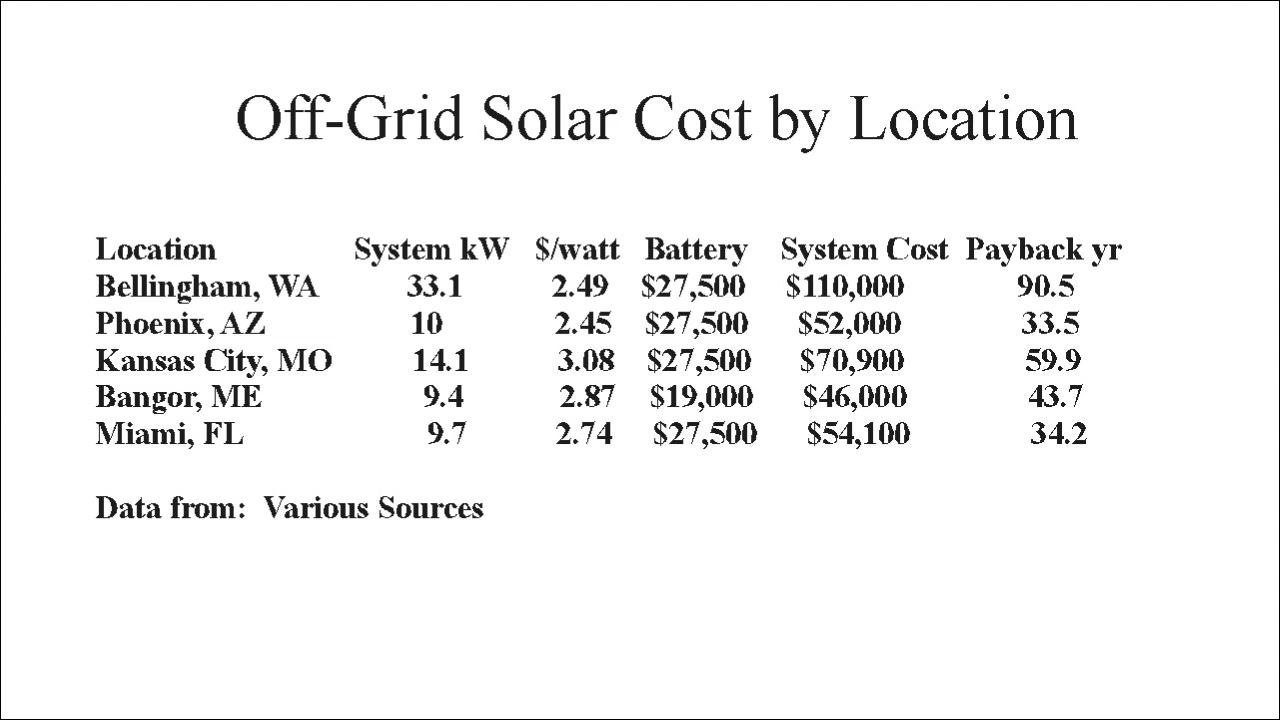 Off-Grid Solar Cost by Location
Location System kW $/watt Battery System Cost Payback yr
Bellingham, WA 33.1 2.49 $27,500 $110,000 90.5
Phoenix, AZ 10 2.45 $27,500 $52,000 33.5
Kansas City, MO 14.1 3.08 $27,500 $70,900 59.9
Bangor, ME 9.4 2.87 $19,000 $46,000 43.7
Miami, FL 9.7 2.74 $27,500 $54,100 34.2
Data from: Various Sources